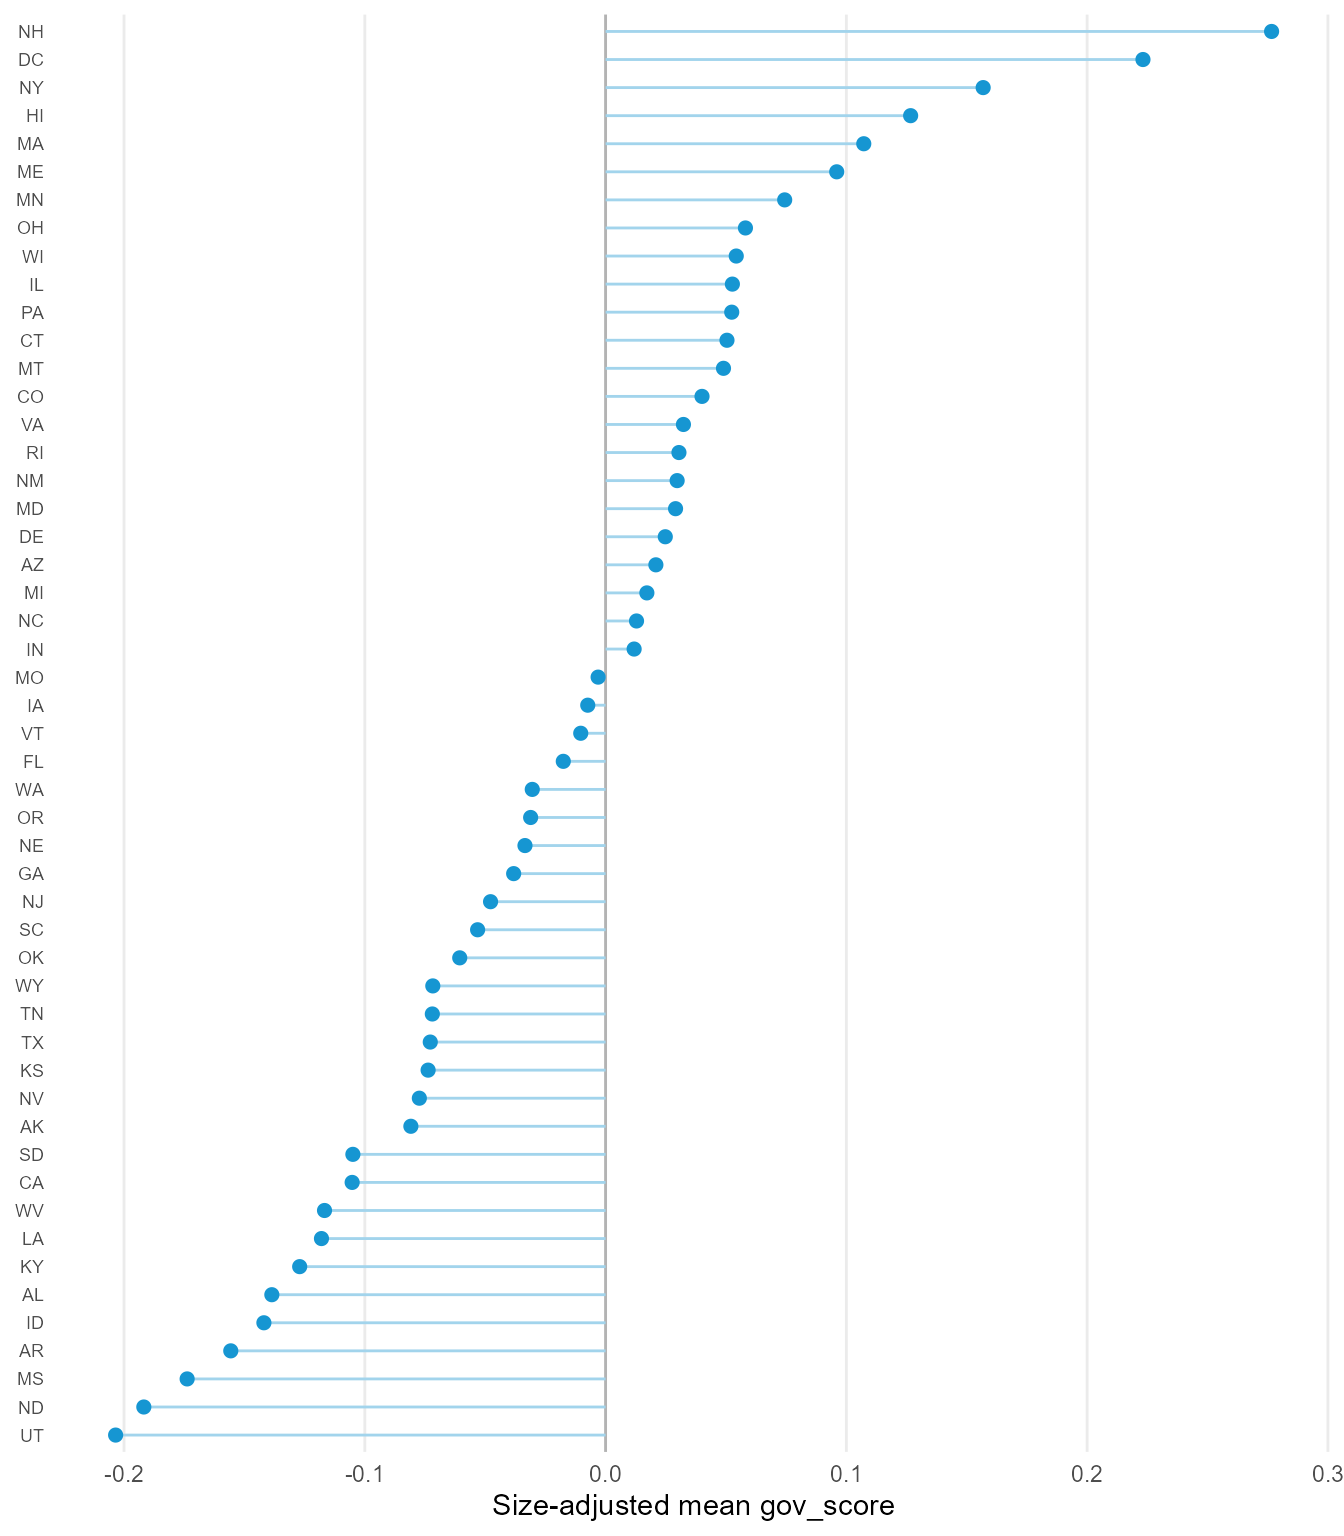 NH
DC
NY
HI
MA
ME
MN
OH
WI
IL
PA
CT
MT
CO
VA
RI
NM
MD
DE
AZ
MI
NC
IN
MO
IA
VT
FL
WA
OR
NE
GA
NJ
SC
OK
WY
TN
TX
KS
NV
AK
SD
CA
WV
LA
KY
AL
ID
AR
MS
ND
UT
-0.2 -0.1 0.0 0.1 0.2 0.3
Size-adjusted mean gov_score